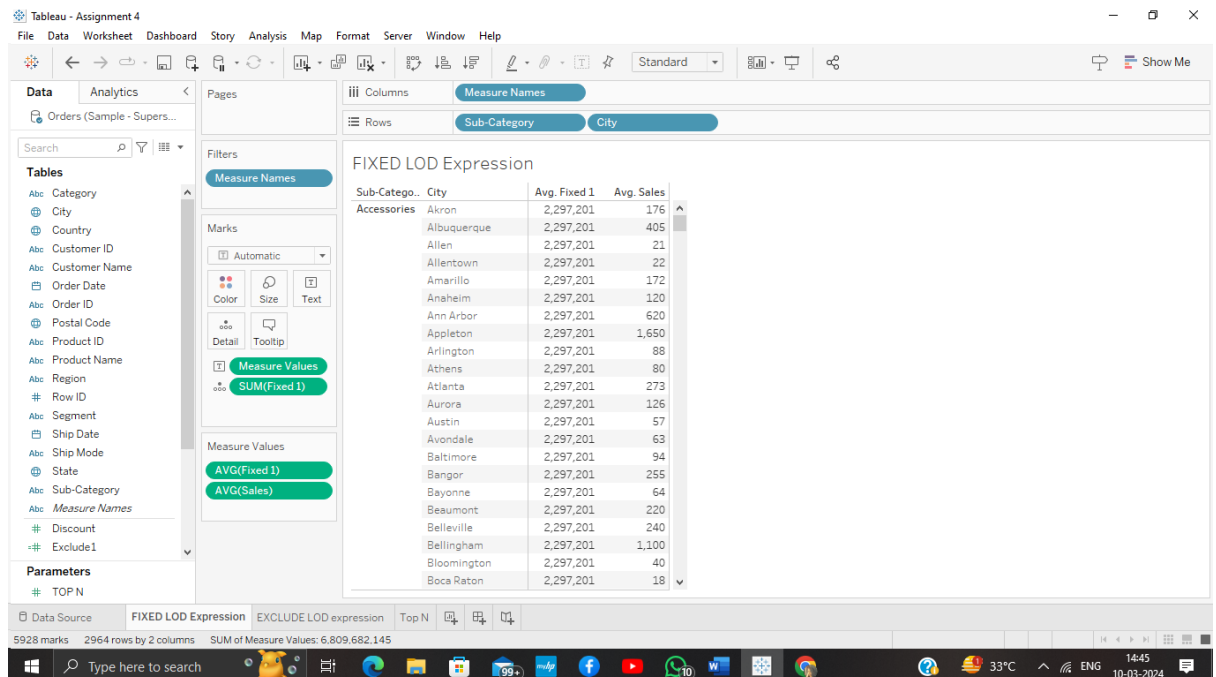 Tableau - Assignment 4
File Data Worksheet Dashboard Story Analysis Map Format Server Window Help
Standard
Show Me
Data Analytics
Orders (Sample - Supers...
Search
Tables
Abc Category
City
Country
Abc Customer ID
Abc Customer Name
Order Date
Abc Order ID
Postal Code
Abc Product ID
Abc Product Name
Abc Region
# Row ID
Abc Segment
Ship Date
Abc Ship Mode
State
Abc Sub-Category
Abc Measure Names
# Discount
=# Exclude1
Parameters
# TOP N
Pages
Filters
Measure Names
Marks
T Automatic
Color Size Text
Detail Tooltip
Measure Values
SUM(Fixed 1)
Measure Values
AVG(Fixed 1)
AVG(Sales)
iii Columns Measure Names
Rows Sub-Category City
FIXED LOD Expression
Sub-Catego.. City Avg. Fixed 1 Avg. Sales
Accessories Akron 2,297,201 176
Albuquerque 2,297,201 405
Allen 2,297,201 21
Allentown 2,297,201 22
Amarillo 2,297,201 172
Anaheim 2,297,201 120
Ann Arbor 2,297,201 620
Appleton 2,297,201 1,650
Arlington 2,297,201 88
Athens 2,297,201 80
Atlanta 2,297,201 273
Aurora 2,297,201 126
Austin 2,297,201 57
Avondale 2,297,201 63
Baltimore 2,297,201 94
Bangor 2,297,201 255
Bayonne 2,297,201 64
Beaumont 2,297,201 220
Belleville 2,297,201 240
Bellingham 2,297,201 1,100
Bloomington 2,297,201 40
Boca Raton 2,297,201 18
Data Source FIXED LOD Expression EXCLUDE LOD expression Top N
5928 marks 2964 rows by 2 columns SUM of Measure Values: 6,809,682,145
Type here to search
99+
mhp
10
33°C ENG 14:45
10-03-2024